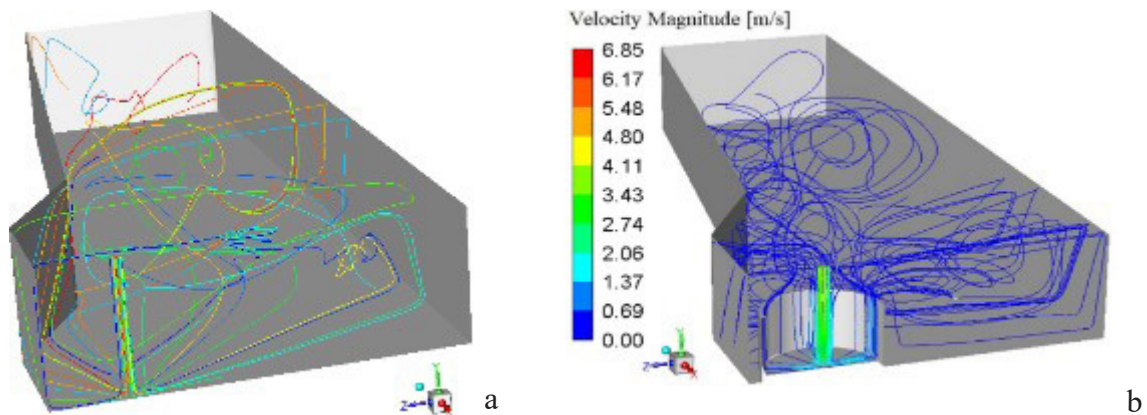 Velocity Magnitude [m/s]
6.85
6.17
5.48
4.80
4.11
3.43
2.74
2.06
1.37
0.69
0.00
Y
Z
a
Y
Z
b